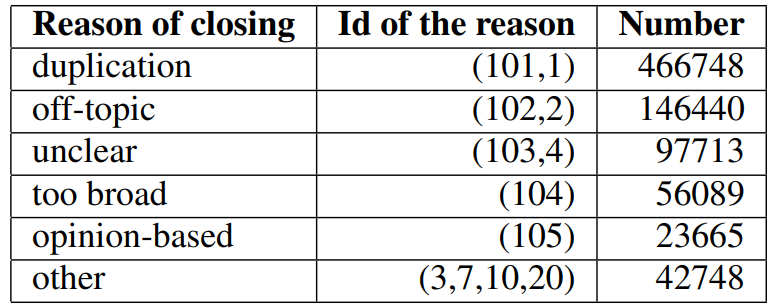 Reason of closing Id of the reason Number
duplication (101,1) 466748
off-topic (102,2) 146440
unclear (103,4) 97713
too broad (104) 56089
opinion-based (105) 23665
other (3,7,10,20) 42748